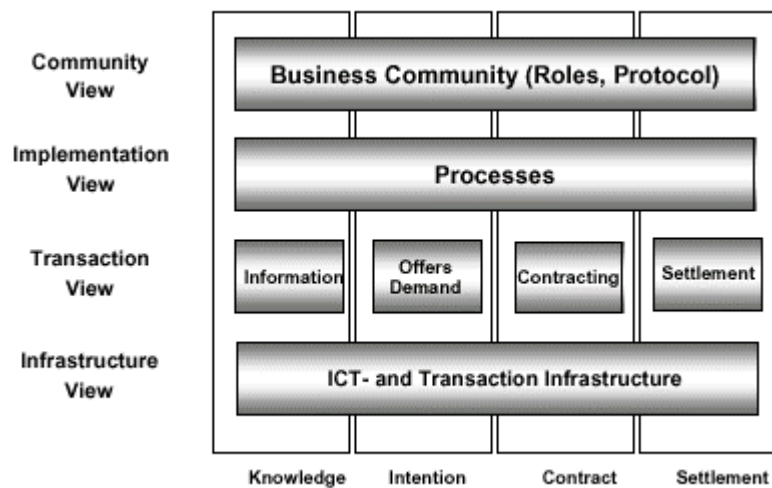 Community
View
Business Community (Roles, Protocol)
Implementation
View
Processes
Transaction
View
Information
Offers
Demand
Contracting
Settlement
Infrastructure
View
ICT- and Transaction Infrastructure
Knowledge
Intention
Contract
Settlement